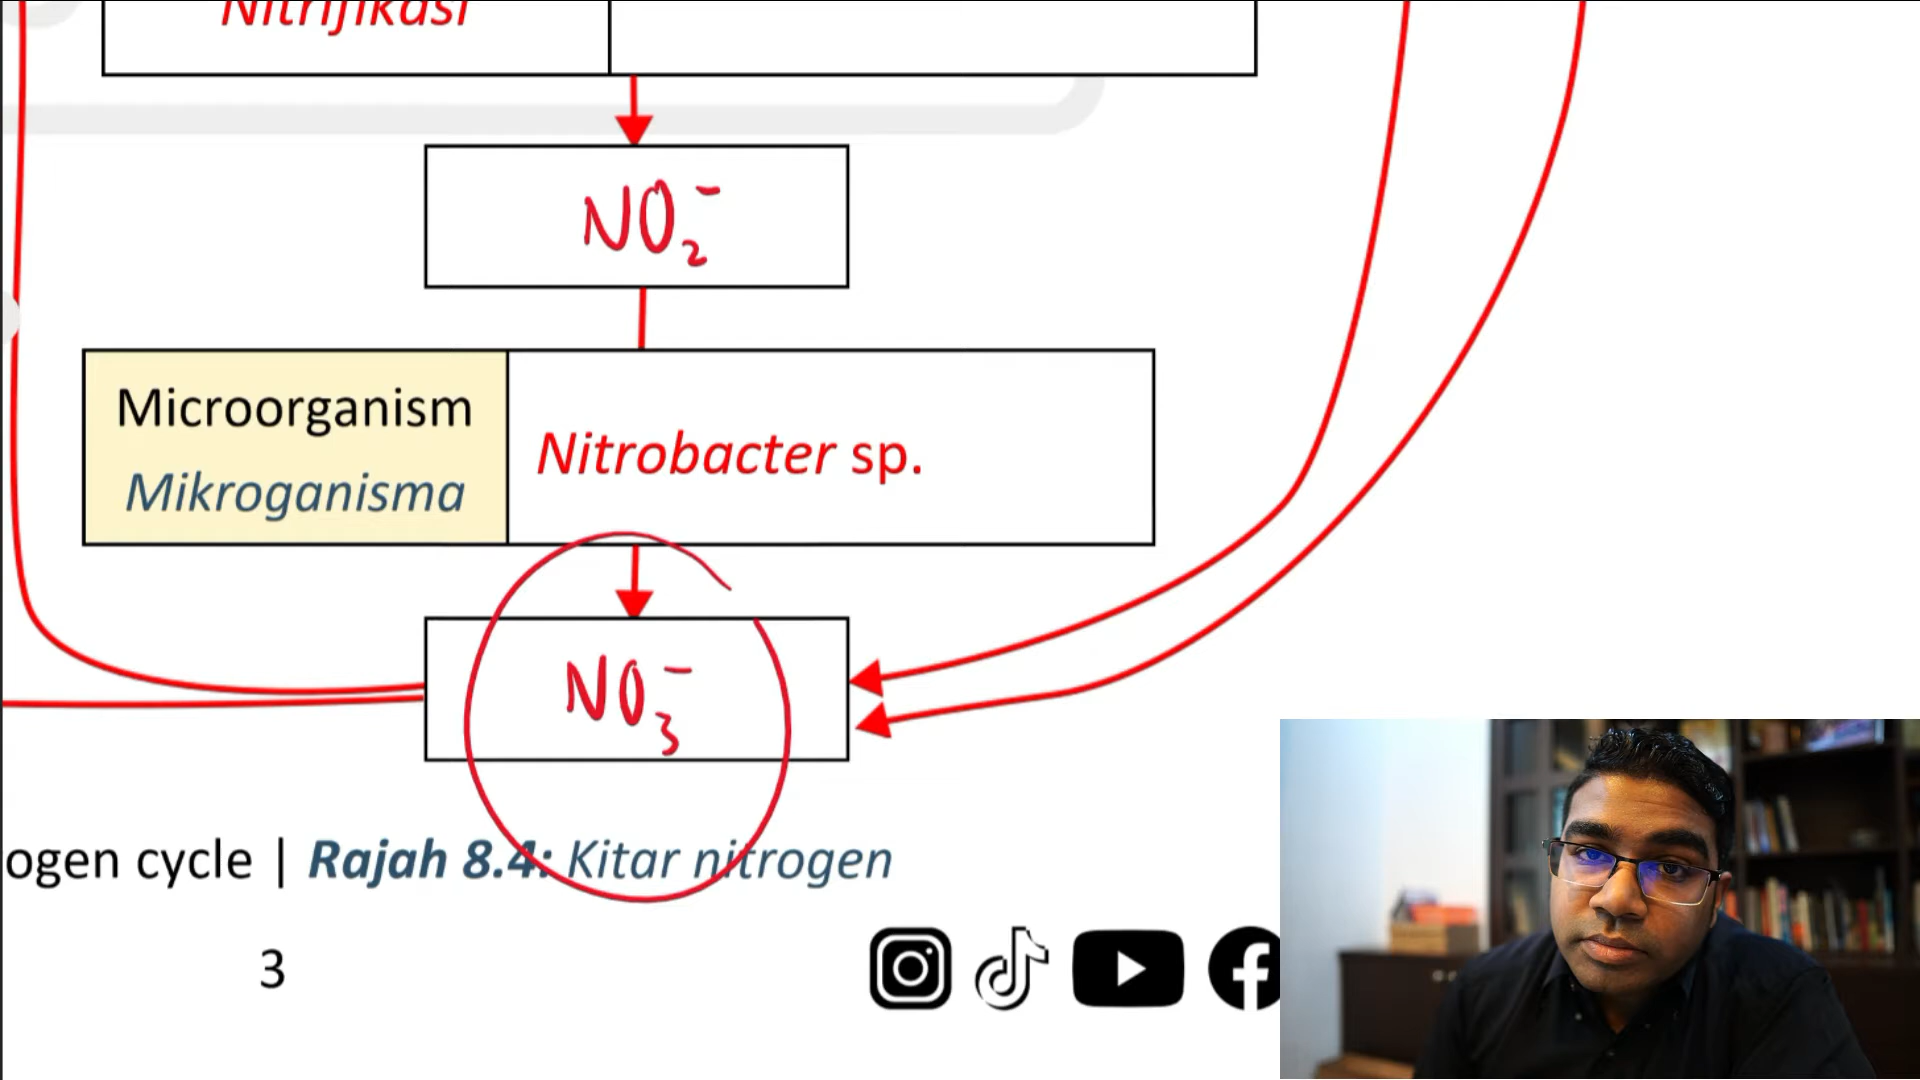 Nitrifikasi
NO₂⁻
Microorganism
Mikroganisma
Nitrobacter sp.
NO₃⁻
ogen cycle | Rajah 8.4: Kitar nitrogen
3